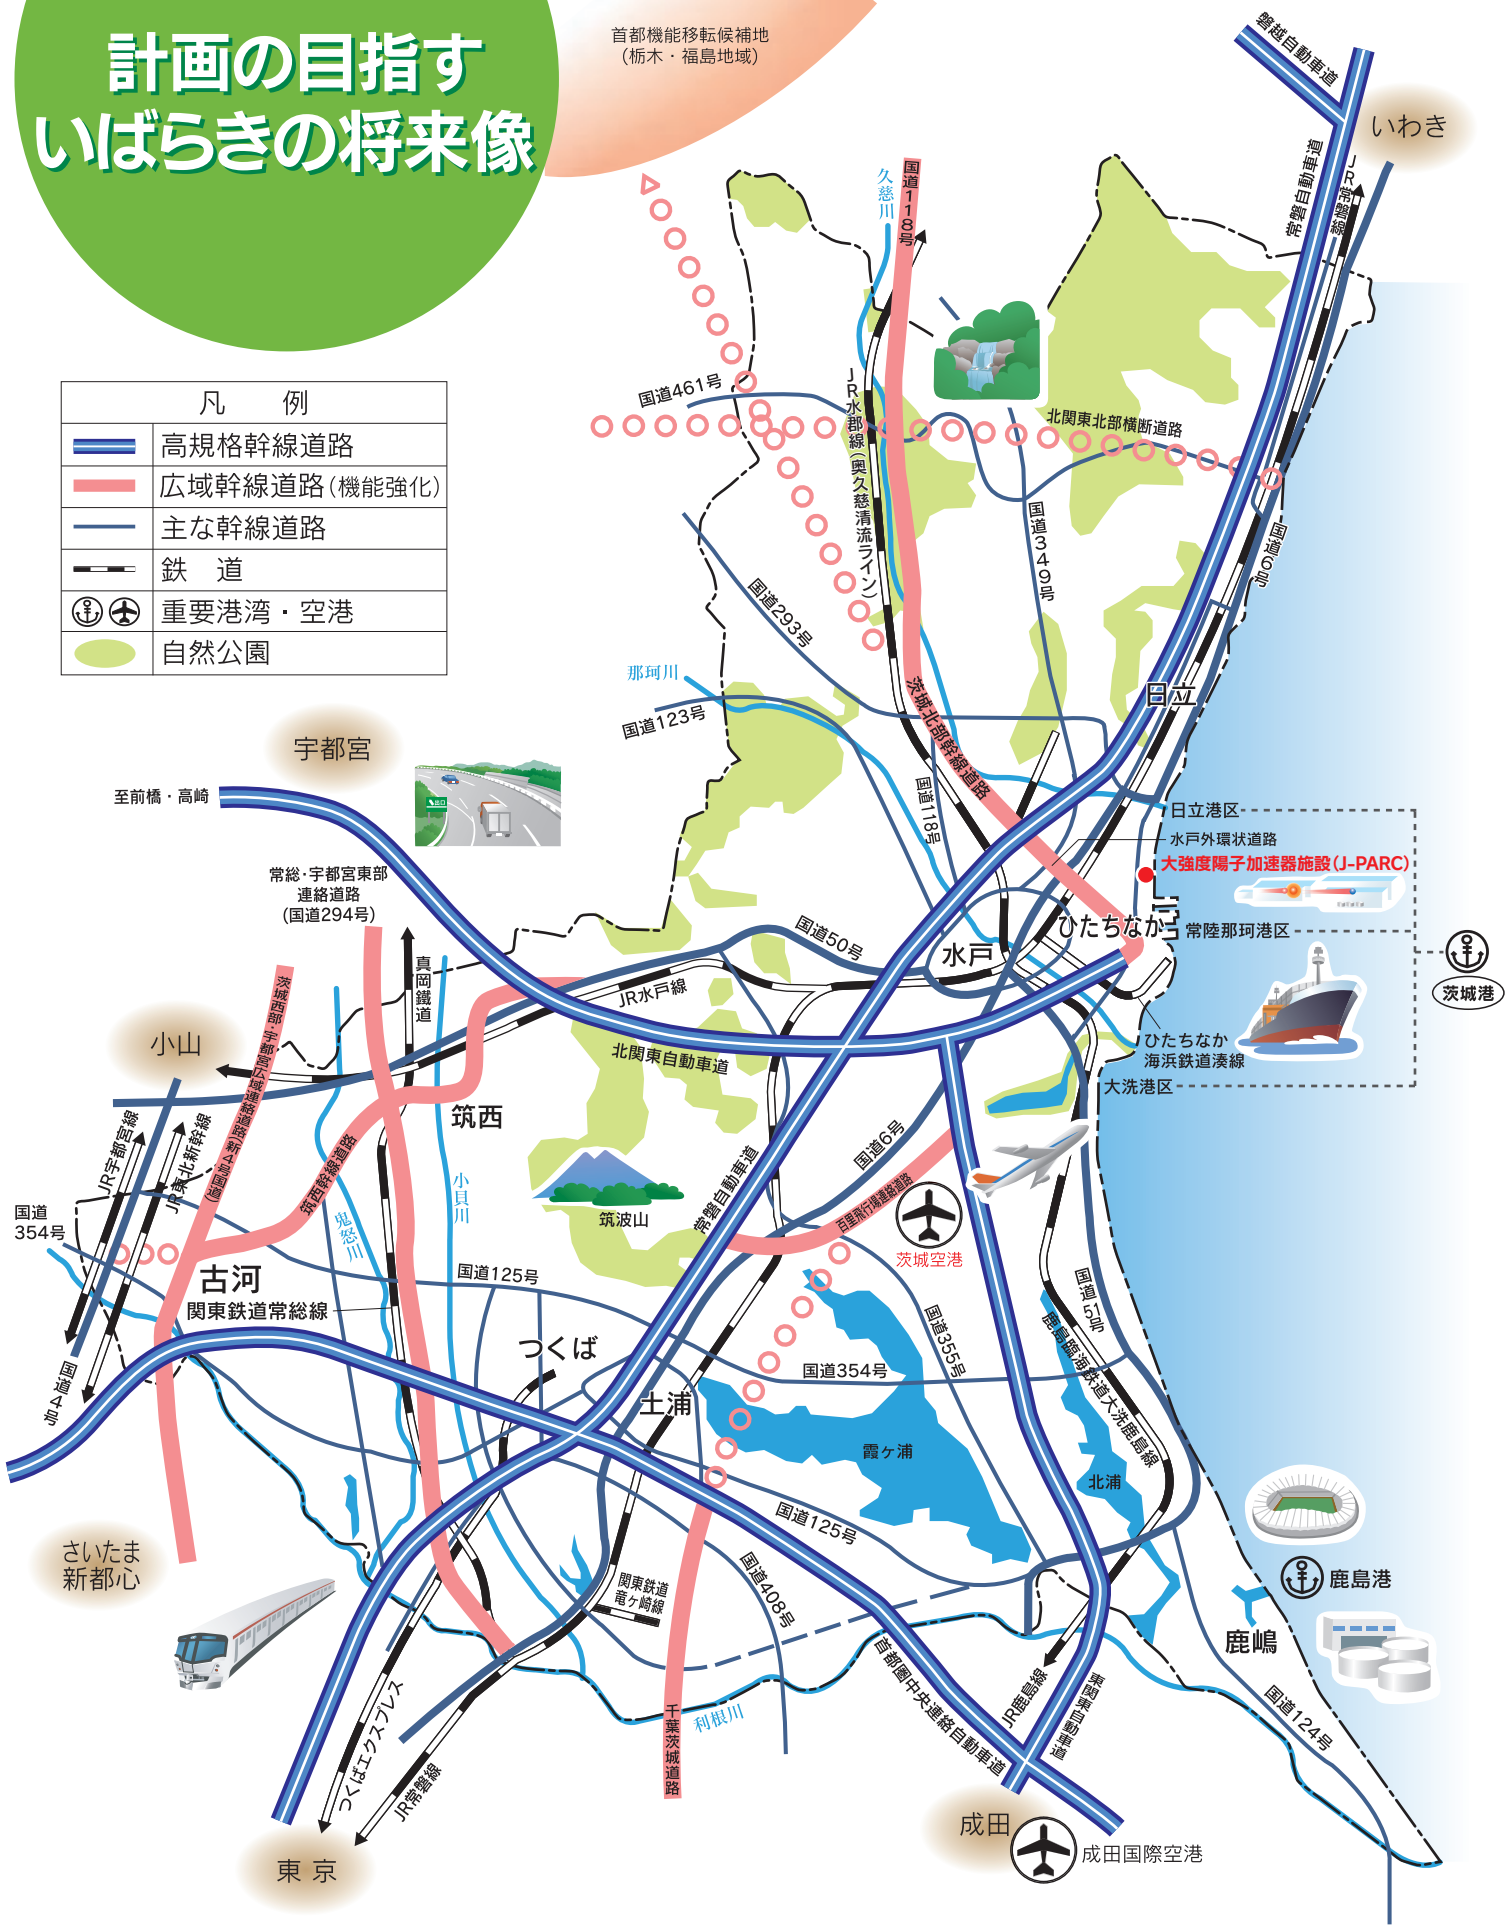 計画の目指す
いばらきの将来像
首都機能移転候補地
(栃木・福島地域)
磐越自動車道
いわき
常磐自動車道
JR常磐線
久慈川
国道118号
凡　例
高規格幹線道路
広域幹線道路(機能強化)
主な幹線道路
鉄　道
重要港湾・空港
自然公園
国道461号
北関東北部横断道路
JR水郡線(奥久慈清流ライン)
国道349号
国道6号
国道293号
那珂川
国道123号
茨城北部幹線道路
日立
宇都宮
至前橋・高崎
国道118号
日立港区
水戸外環状道路
大強度陽子加速器施設(J-PARC)
常総・宇都宮東部
連絡道路
(国道294号)
ひたちなか
常陸那珂港区
国道50号
水戸
茨城港
真岡鐵道
JR水戸線
茨城西部・宇都宮広域連絡道路(新4号国道)
小山
北関東自動車道
ひたちなか
海浜鉄道湊線
大洗港区
筑西
JR宇都宮線
JR東北新幹線
筑西幹線道路
国道6号
常磐自動車道
小貝川
鬼怒川
筑波山
百里飛行場連絡道路
茨城空港
国道
354号
古河
国道125号
関東鉄道常総線
国道51号
鹿島臨海鉄道大洗鹿島線
国道355号
つくば
国道354号
国道4号
土浦
霞ヶ浦
北浦
国道125号
さいたま
新都心
国道408号
関東鉄道
竜ヶ崎線
鹿島港
鹿嶋
首都圏中央連絡自動車道
JR鹿島線
東関東自動車道
国道124号
千葉茨城道路
利根川
つくばエクスプレス
JR常磐線
成田
成田国際空港
東京
出口